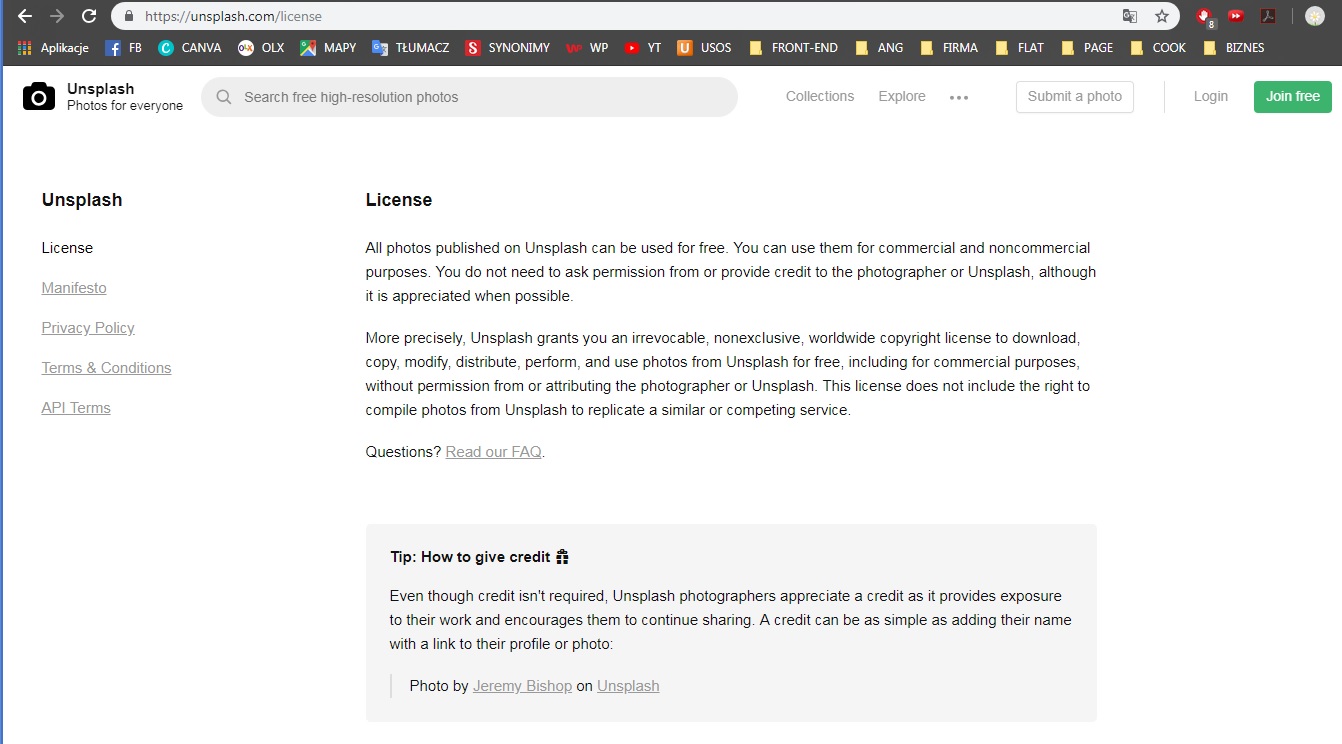 https://unsplash.com/license
8
Aplikacje FB CANVA OLX MAPY TŁUMACZ SYNONIMY WP YT USOS FRONT-END ANG FIRMA FLAT PAGE COOK BIZNES
Unsplash
Photos for everyone
Search free high-resolution photos
Collections Explore ••• Submit a photo Login Join free
Unsplash
License
Manifesto
Privacy Policy
Terms & Conditions
API Terms
License
All photos published on Unsplash can be used for free. You can use them for commercial and noncommercial
purposes. You do not need to ask permission from or provide credit to the photographer or Unsplash, although
it is appreciated when possible.
More precisely, Unsplash grants you an irrevocable, nonexclusive, worldwide copyright license to download,
copy, modify, distribute, perform, and use photos from Unsplash for free, including for commercial purposes,
without permission from or attributing the photographer or Unsplash. This license does not include the right to
compile photos from Unsplash to replicate a similar or competing service.
Questions? Read our FAQ.
Tip: How to give credit
Even though credit isn't required, Unsplash photographers appreciate a credit as it provides exposure
to their work and encourages them to continue sharing. A credit can be as simple as adding their name
with a link to their profile or photo:
Photo by Jeremy Bishop on Unsplash